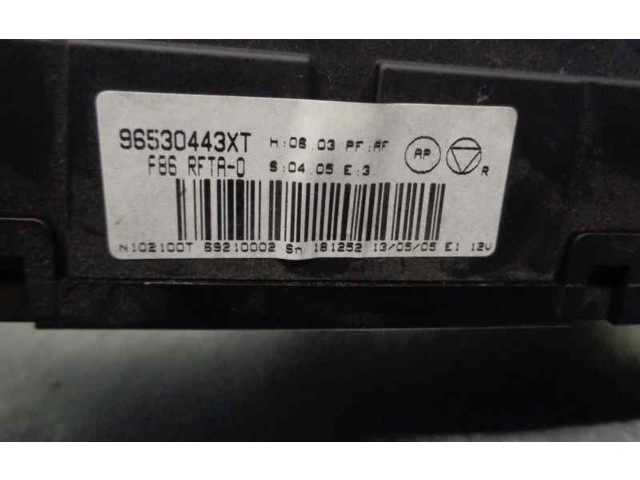 96530443XT H:06.03 PF:AF
F86 RFTA-0 S:04.05 E:3
AP
R
N102100T 69210002 Sn 181252 13/05/05 E1 12V